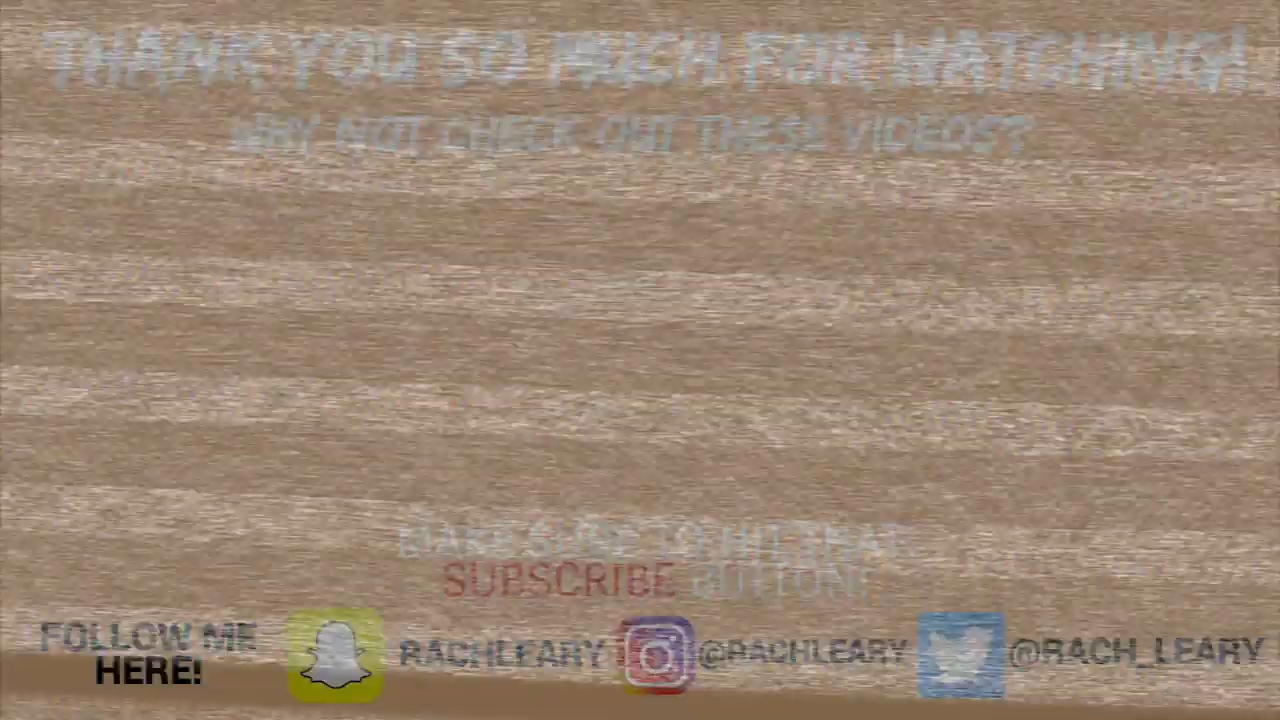 THANK YOU SO MUCH FOR WATCHING!
WHY NOT CHECK OUT THESE VIDEOS?
MAKE SURE TO HIT THAT
SUBSCRIBE BUTTON!
FOLLOW ME
HERE!
RACHLEARY
@RACHLEARY
@RACH_LEARY